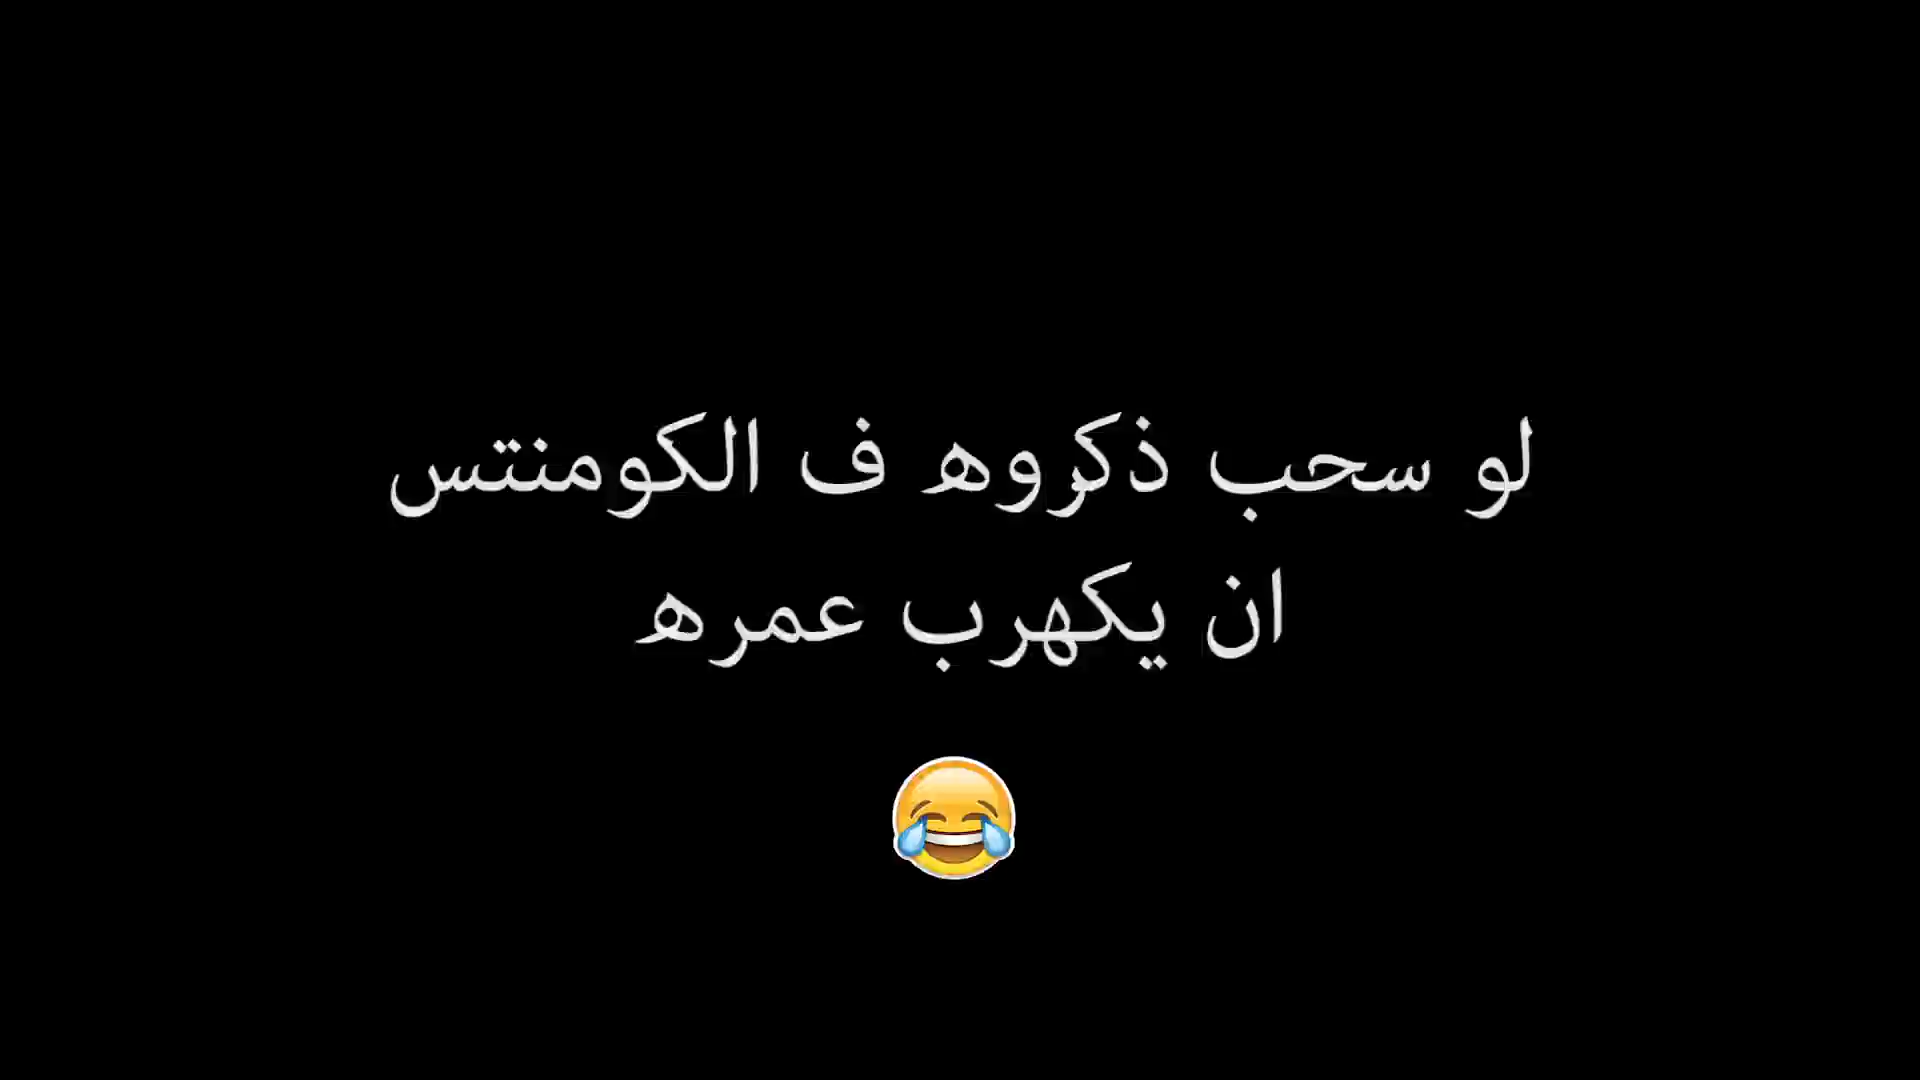 لو سحب ذكروه ف الكومنتس
ان يكهرب عمره
😂